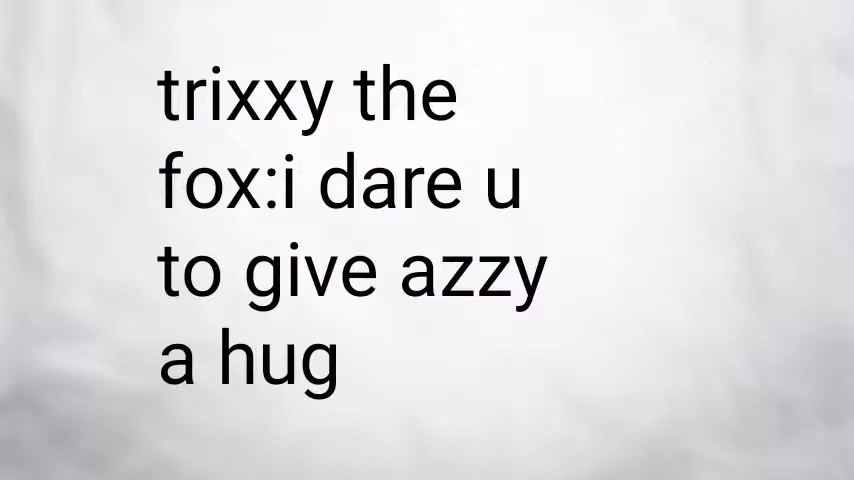 trixxy the
fox:i dare u
to give azzy
a hug